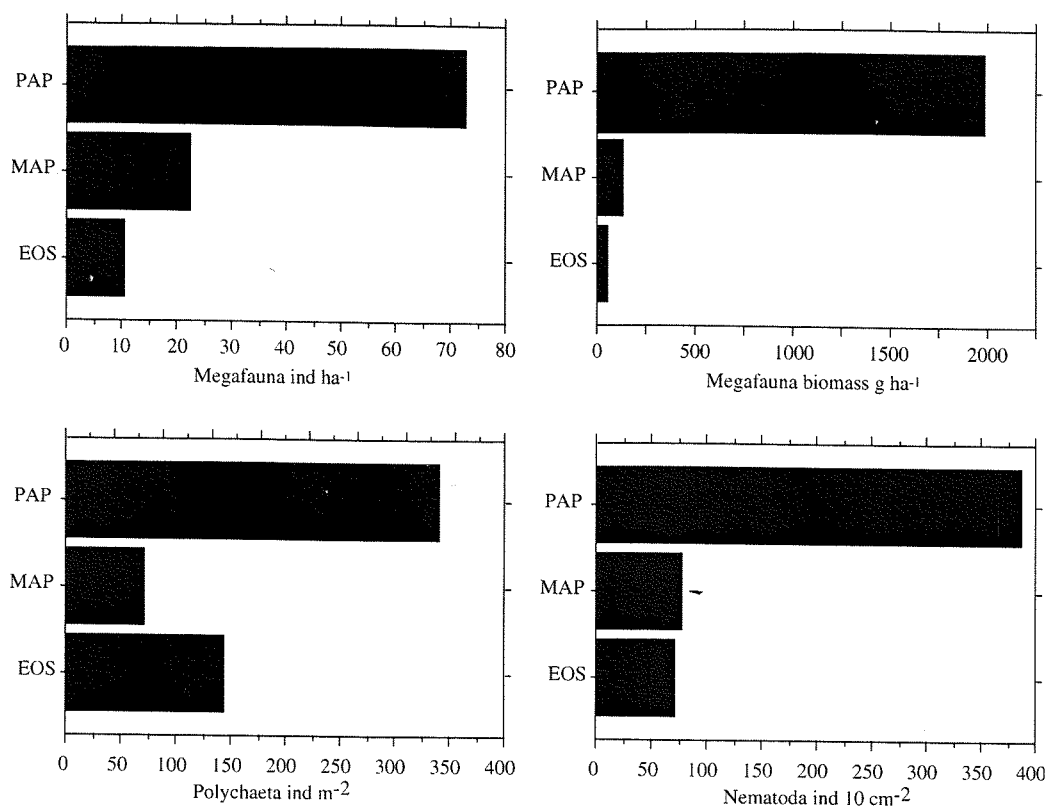 PAP
MAP
EOS
0 10 20 30 40 50 60 70 80
Megafauna ind ha-1
PAP
MAP
EOS
0 500 1000 1500 2000
Megafauna biomass g ha-1
PAP
MAP
EOS
0 50 100 150 200 250 300 350 400
Polychaeta ind m-2
PAP
MAP
EOS
0 50 100 150 200 250 300 350 400
Nematoda ind 10 cm-2